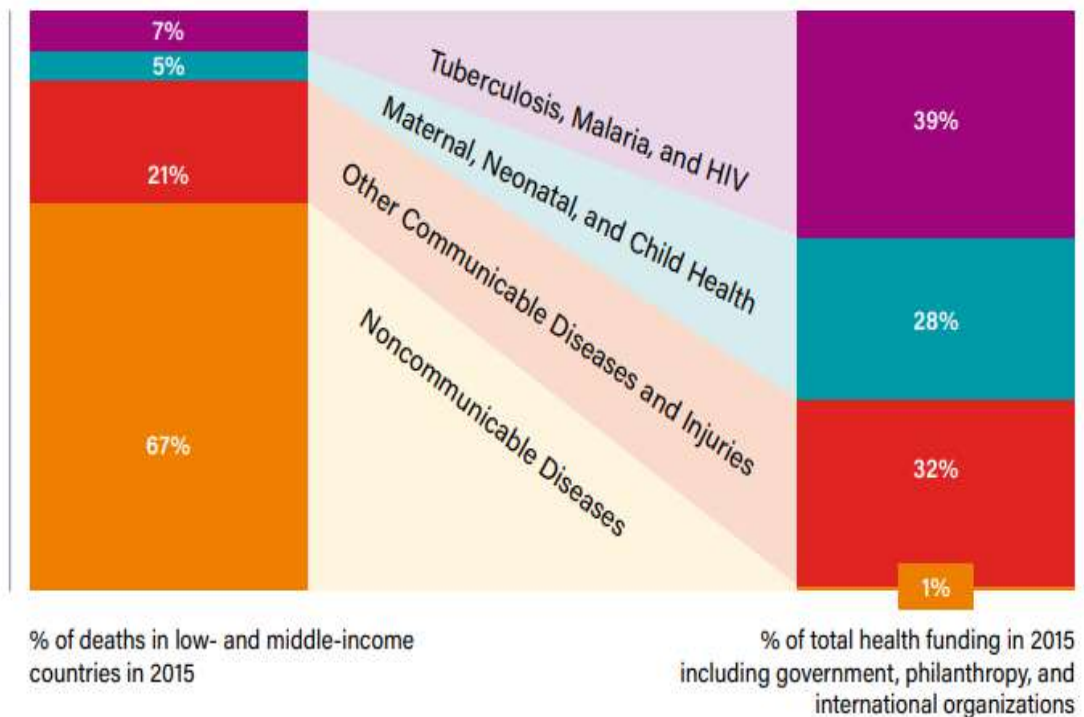 7%
5%
21%
67%
Tuberculosis, Malaria, and HIV
Maternal, Neonatal, and Child Health
Other Communicable Diseases and Injuries
Noncommunicable Diseases
39%
28%
32%
1%
% of deaths in low- and middle-income
countries in 2015
% of total health funding in 2015
including government, philanthropy, and
international organizations